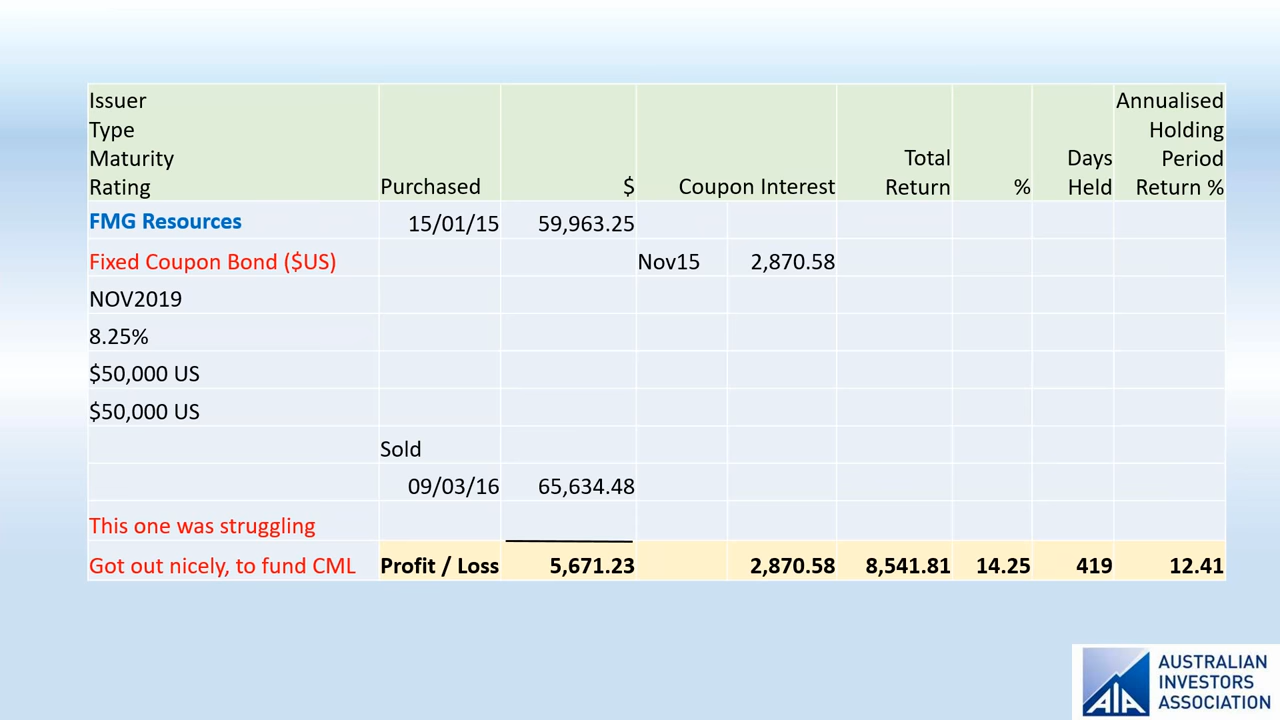 Issuer
Type
Maturity
Rating
Purchased
$
Coupon Interest
Total
Return
%
Days
Held
Annualised
Holding
Period
Return %
FMG Resources 15/01/15 59,963.25
Fixed Coupon Bond ($US) Nov15 2,870.58
NOV2019
8.25%
$50,000 US
$50,000 US
Sold
09/03/16 65,634.48
This one was struggling
Got out nicely, to fund CML Profit / Loss 5,671.23 2,870.58 8,541.81 14.25 419 12.41
AIA
AUSTRALIAN
INVESTORS
ASSOCIATION